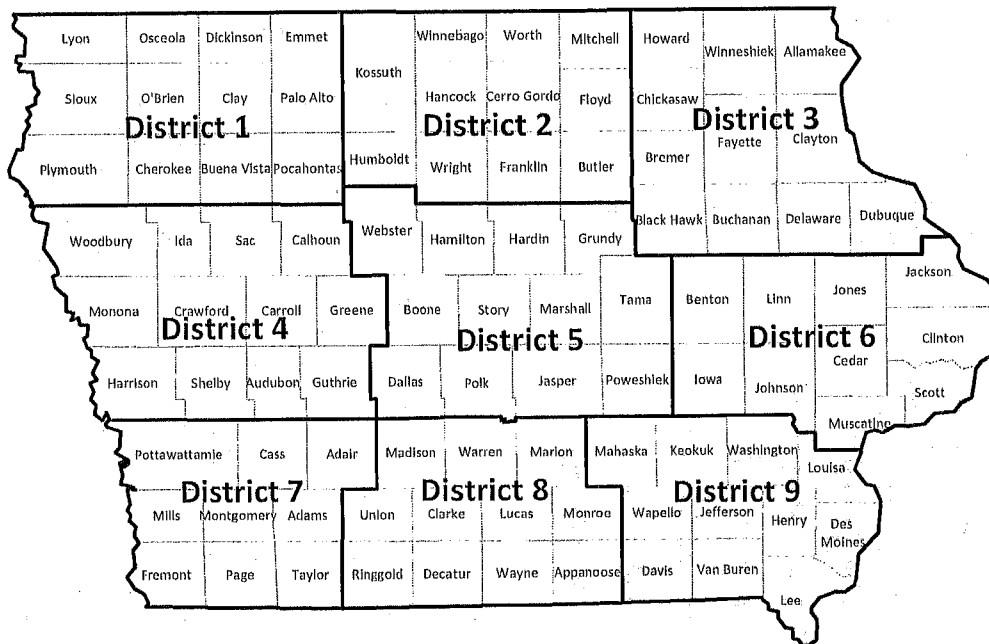 Lyon Osceola Dickinson Emmet
Winnebago Worth Mitchell
Howard Winneshiek Allamakee
Kossuth
Sioux O'Brien Clay Palo Alto
Hancock Cerro Gordo Floyd
Chickasaw
District 1 District 2 District 3
Fayette Clayton
Plymouth Cherokee Buena Vista Pocahontas
Humboldt Wright Franklin Butler
Bremer
Black Hawk Buchanan Delaware Dubuque
Woodbury Ida Sac Calhoun
Webster Hamilton Hardin Grundy
Jackson
Monona Crawford Carroll Greene
Boone Story Marshall Tama
Benton Linn Jones
District 4 District 5 District 6
Clinton
Cedar
Harrison Shelby Audubon Guthrie
Dallas Polk Jasper Poweshiek
Iowa Johnson Scott
Muscatine
Pottawattamie Cass Adair
Madison Warren Marion
Mahaska Keokuk Washington
Louisa
District 7 District 8 District 9
Mills Montgomery Adams
Union Clarke Lucas Monroe
Wapello Jefferson Henry Des
Moines
Fremont Page Taylor
Ringgold Decatur Wayne Appanoose
Davis Van Buren
Lee